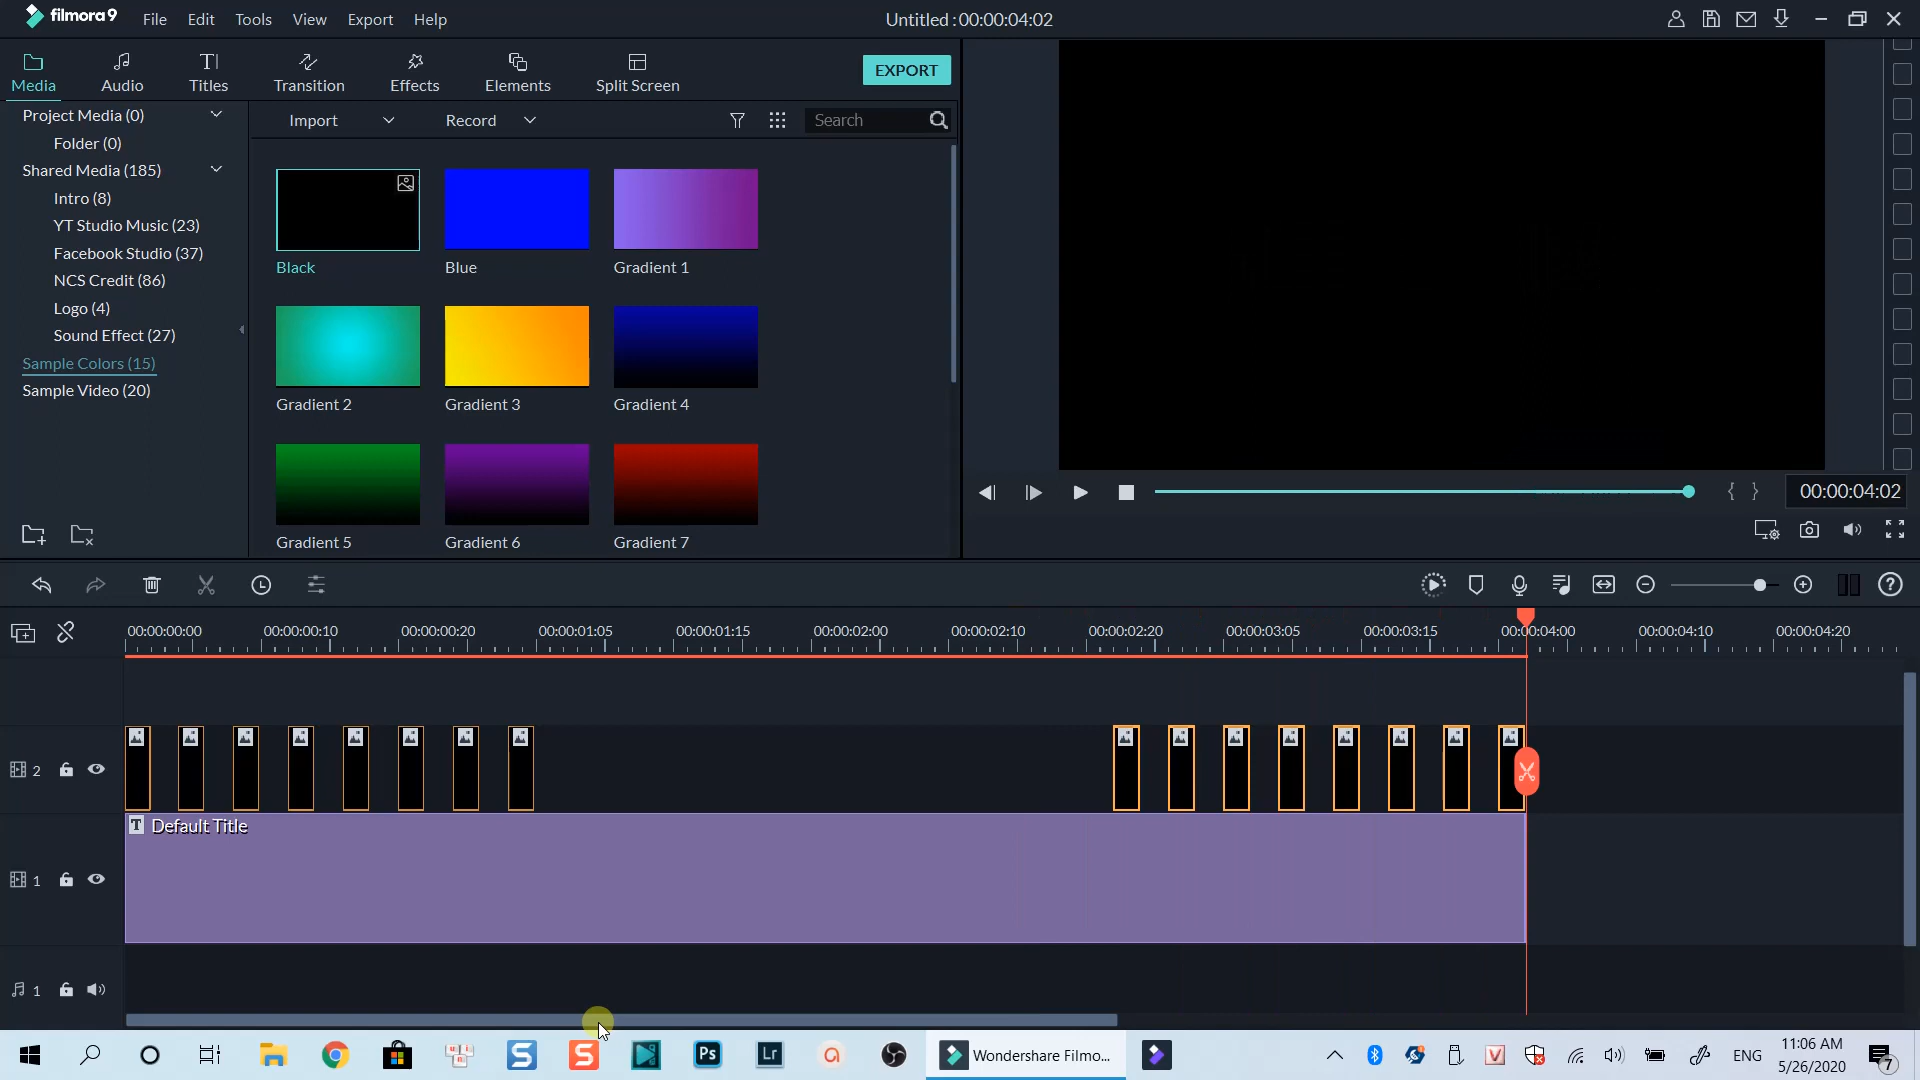 filmora9
File Edit Tools View Export Help
Untitled : 00:00:04:02
Media Audio Titles Transition Effects Elements Split Screen
EXPORT
Project Media (0)
Folder (0)
Shared Media (185)
Intro (8)
YT Studio Music (23)
Facebook Studio (37)
NCS Credit (86)
Logo (4)
Sound Effect (27)
Sample Colors (15)
Sample Video (20)
Import Record Search
Black Blue Gradient 1
Gradient 2 Gradient 3 Gradient 4
Gradient 5 Gradient 6 Gradient 7
{ } 00:00:04:02
00:00:00:00 00:00:00:10 00:00:00:20 00:00:01:05 00:00:01:15 00:00:02:00 00:00:02:10 00:00:02:20 00:00:03:05 00:00:03:15 00:00:04:00 00:00:04:10 00:00:04:20
2
T Default Title
1
1
S S Ps Lr Wondershare Filmo... V ENG
11:06 AM
5/26/2020
7